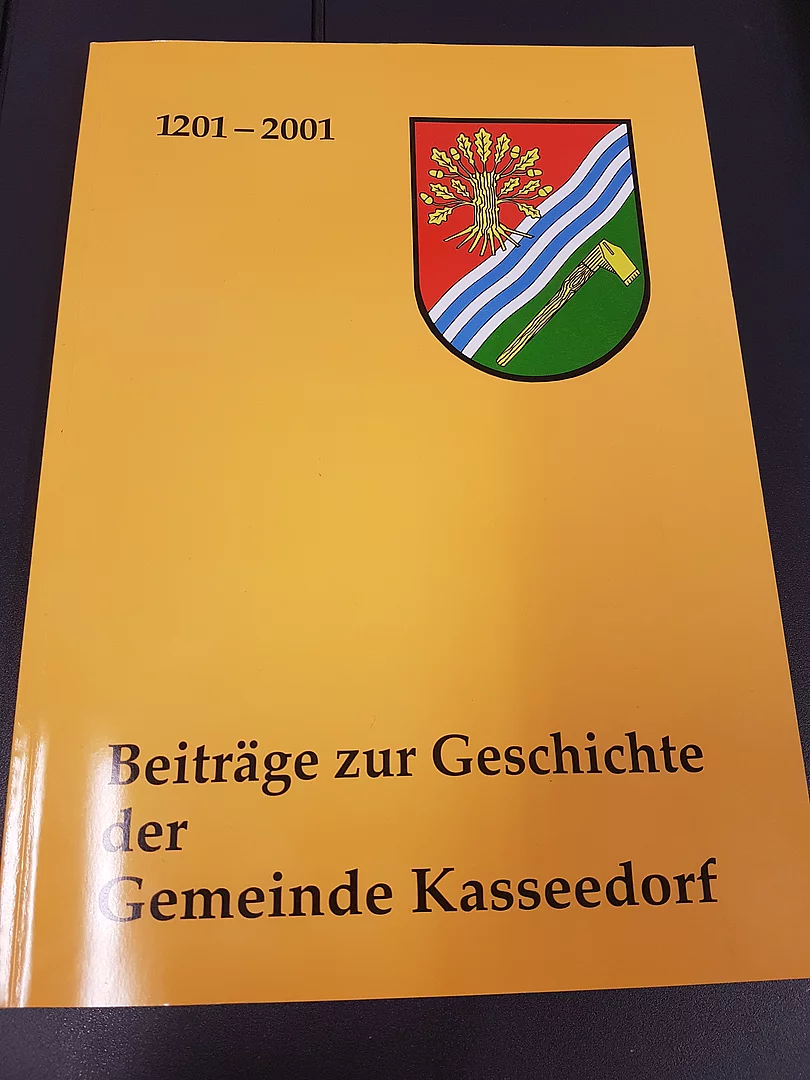 1201 – 2001
Beiträge zur Geschichte
der
Gemeinde Kasseedorf